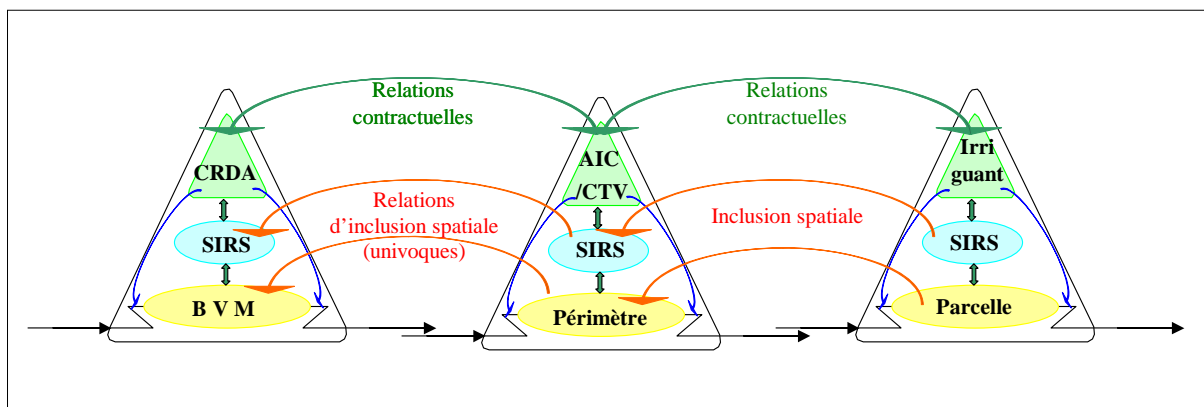 Relations
contractuelles
Relations
contractuelles
CRDA
AIC
/CTV
Irri
guant
Relations
d'inclusion spatiale
(univoques)
Inclusion spatiale
SIRS
SIRS
SIRS
B V M
Périmètre
Parcelle